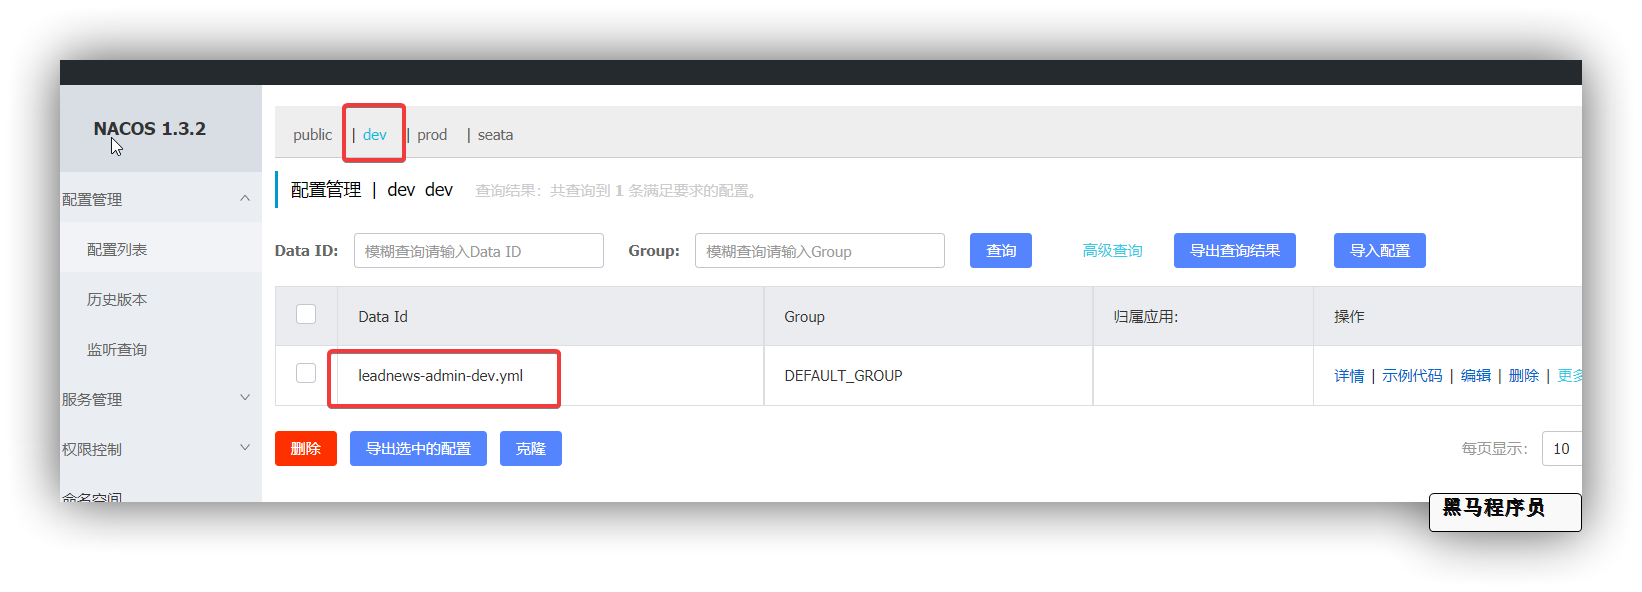 NACOS 1.3.2
配置管理
配置列表
历史版本
监听查询
服务管理
权限控制
命名空间
public | dev | prod | seata
配置管理 | dev dev 查询结果：共查询到 1 条满足要求的配置。
Data ID: 模糊查询请输入Data ID Group: 模糊查询请输入Group 查询 高级查询 导出查询结果 导入配置
Data Id Group 归属应用: 操作
leadnews-admin-dev.yml DEFAULT_GROUP 详情 | 示例代码 | 编辑 | 删除 | 更多
删除 导出选中的配置 克隆 每页显示: 10
黑马程序员